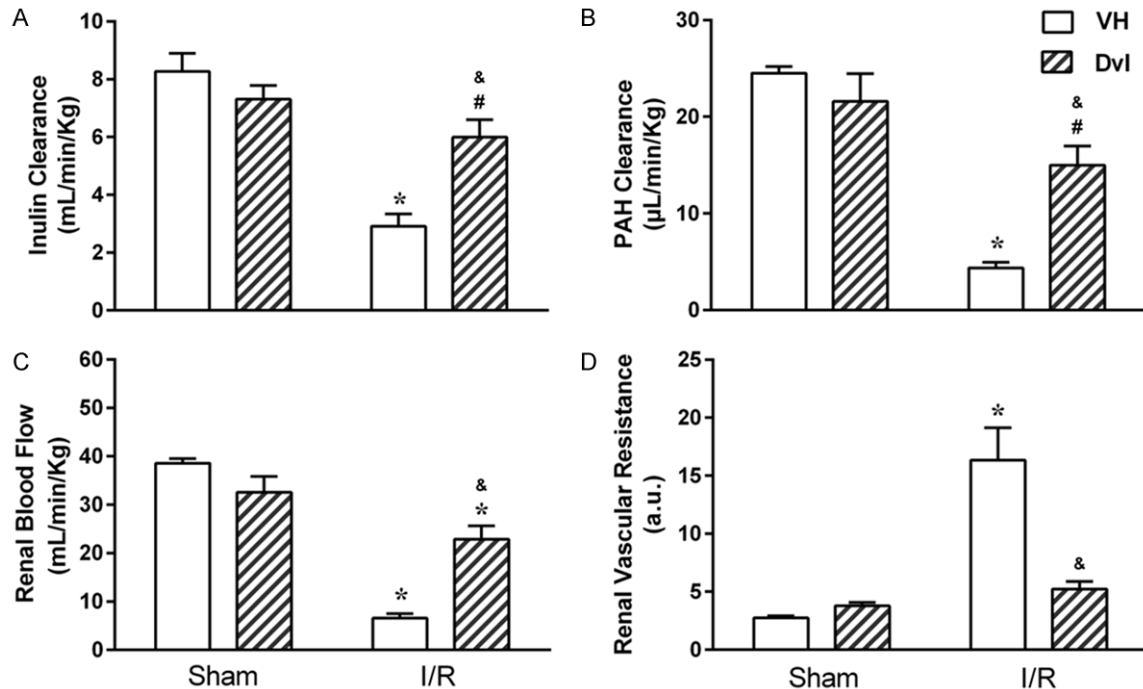 A
Inulin Clearance
(mL/min/Kg)
10
8
6
4
2
0
*
&
#
B
PAH Clearance
(µL/min/Kg)
30
20
10
0
*
&
#
VH
Dvl
C
Renal Blood Flow
(mL/min/Kg)
60
50
40
30
20
10
0
*
&
*
Sham
I/R
D
Renal Vascular Resistance
(a.u.)
25
20
15
10
5
0
*
&
Sham
I/R